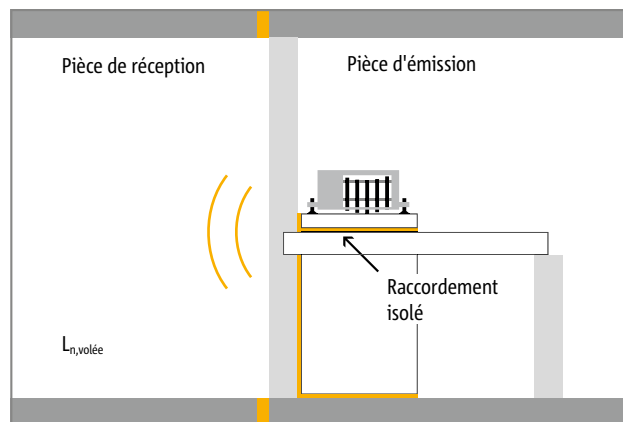 Pièce de réception
Pièce d'émission
Raccordement
isolé
Ln,volée